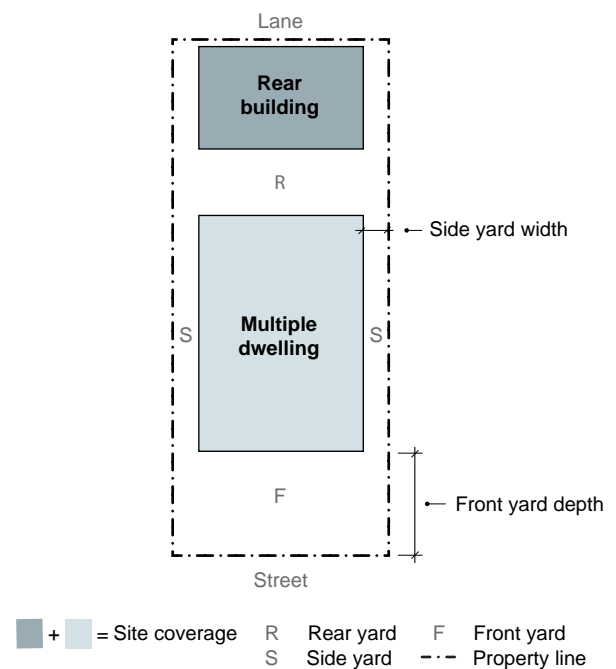 Lane
Rear
building
R
Side yard width
S
Multiple
dwelling
S
F
Front yard depth
Street
+ = Site coverage R Rear yard F Front yard
S Side yard Property line